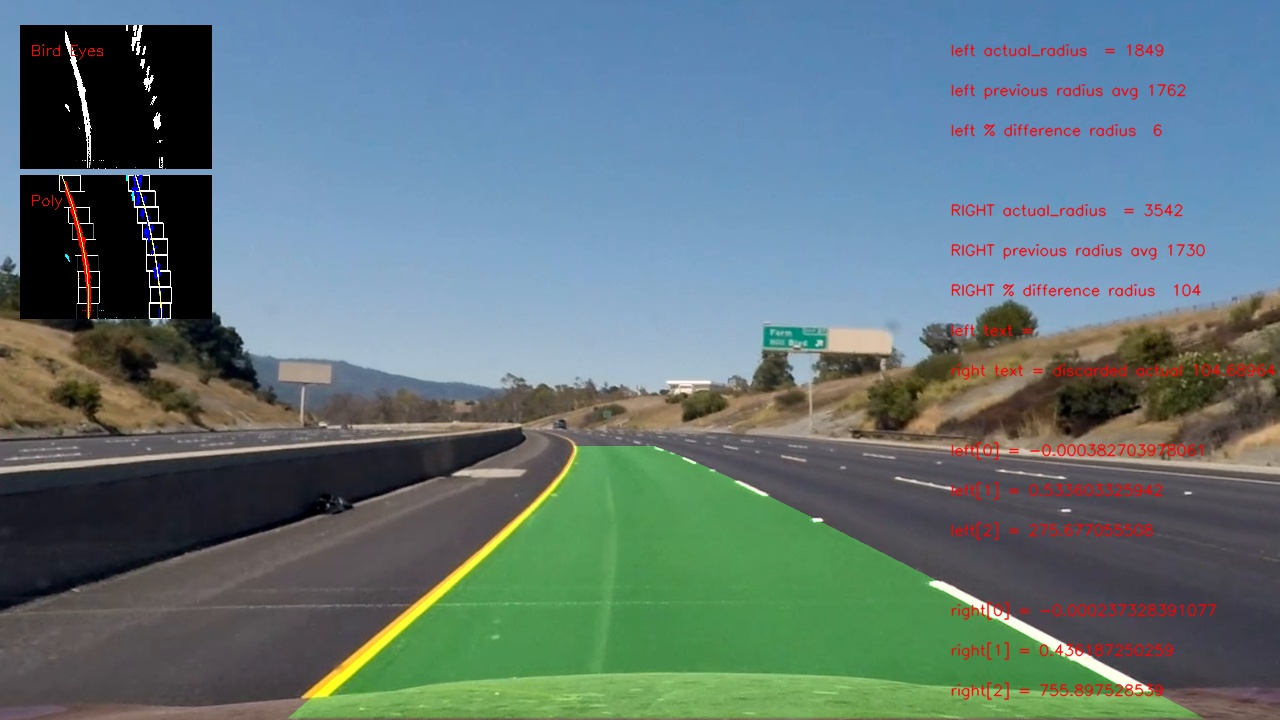 Bird Eyes
Poly
left actual_radius = 1849
left previous radius avg 1762
left % difference radius 6
RIGHT actual_radius = 3542
RIGHT previous radius avg 1730
RIGHT % difference radius 104
left text =
right text = discarded actual 104.68964
left[0] = -0.000382703978061
left[1] = 0.533603325942
left[2] = 275.677055508
right[0] = -0.000237328391077
right[1] = 0.436187250259
right[2] = 755.897528539
Farm
Hill Blvd